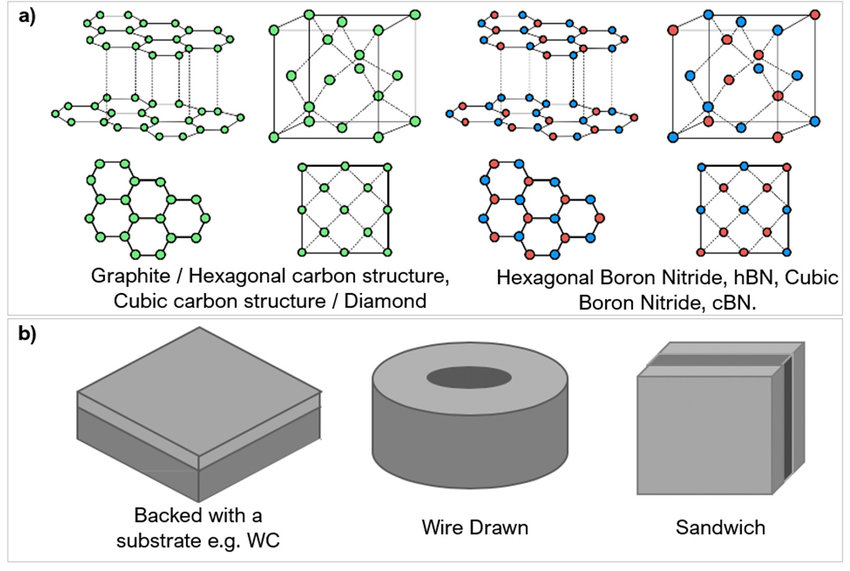 a)
Graphite / Hexagonal carbon structure,
Cubic carbon structure / Diamond
Hexagonal Boron Nitride, hBN, Cubic
Boron Nitride, cBN.
b)
Backed with a
substrate e.g. WC
Wire Drawn
Sandwich